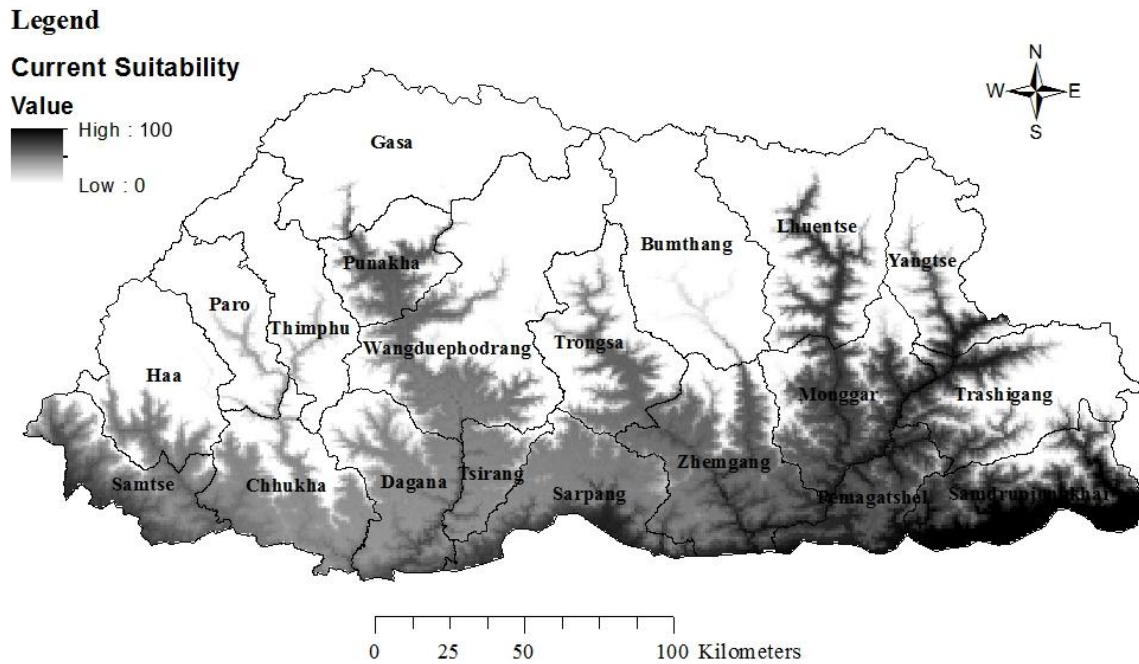 Legend
Current Suitability
Value
High : 100
Low : 0
N
W E
S
Gasa
Punakha
Lhuentse
Bumthang
Yangtse
Paro
Thimphu
Wangduephodrang
Trongsa
Haa
Monggar
Trashigang
Samtse
Chhukha
Dagana
Tsirang
Sarpang
Zhemgang
Pemagatshel
Samdrupjongkhar
0 25 50 100 Kilometers